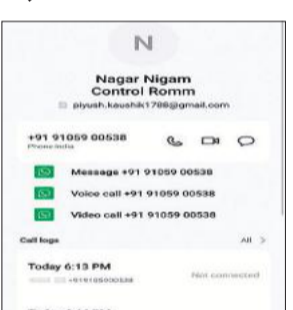 N
Nagar Nigam
Control Romm
piyush.kaushik1788@gmail.com
+91 91059 00538
Phone India
Message +91 91059 00538
Voice call +91 91059 00538
Video call +91 91059 00538
Call logs All >
Today 6:13 PM
Not connected
+919105900538